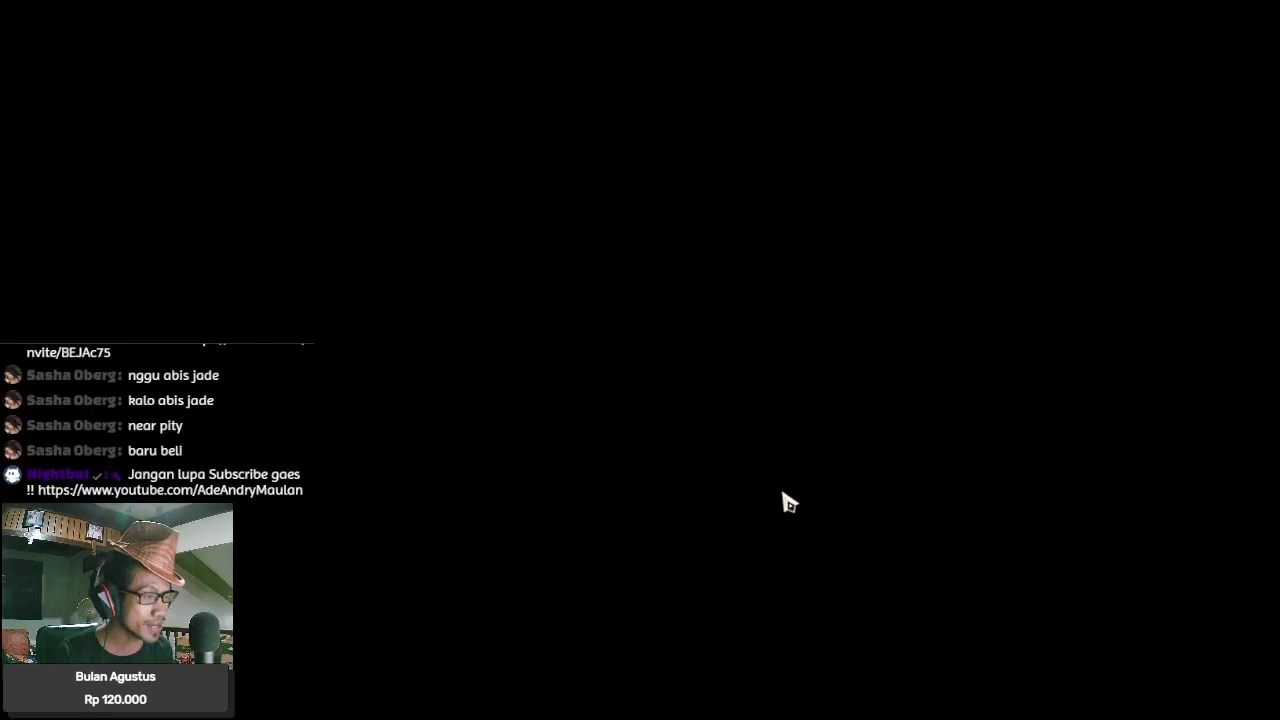 nvite/BEJAc75
Sasha Oberg: nggu abis jade
Sasha Oberg: kalo abis jade
Sasha Oberg: near pity
Sasha Oberg: baru beli
Nightbot Jangan lupa Subscribe gaes
!! https://www.youtube.com/AdeAndryMaulan
Bulan Agustus
Rp 120.000